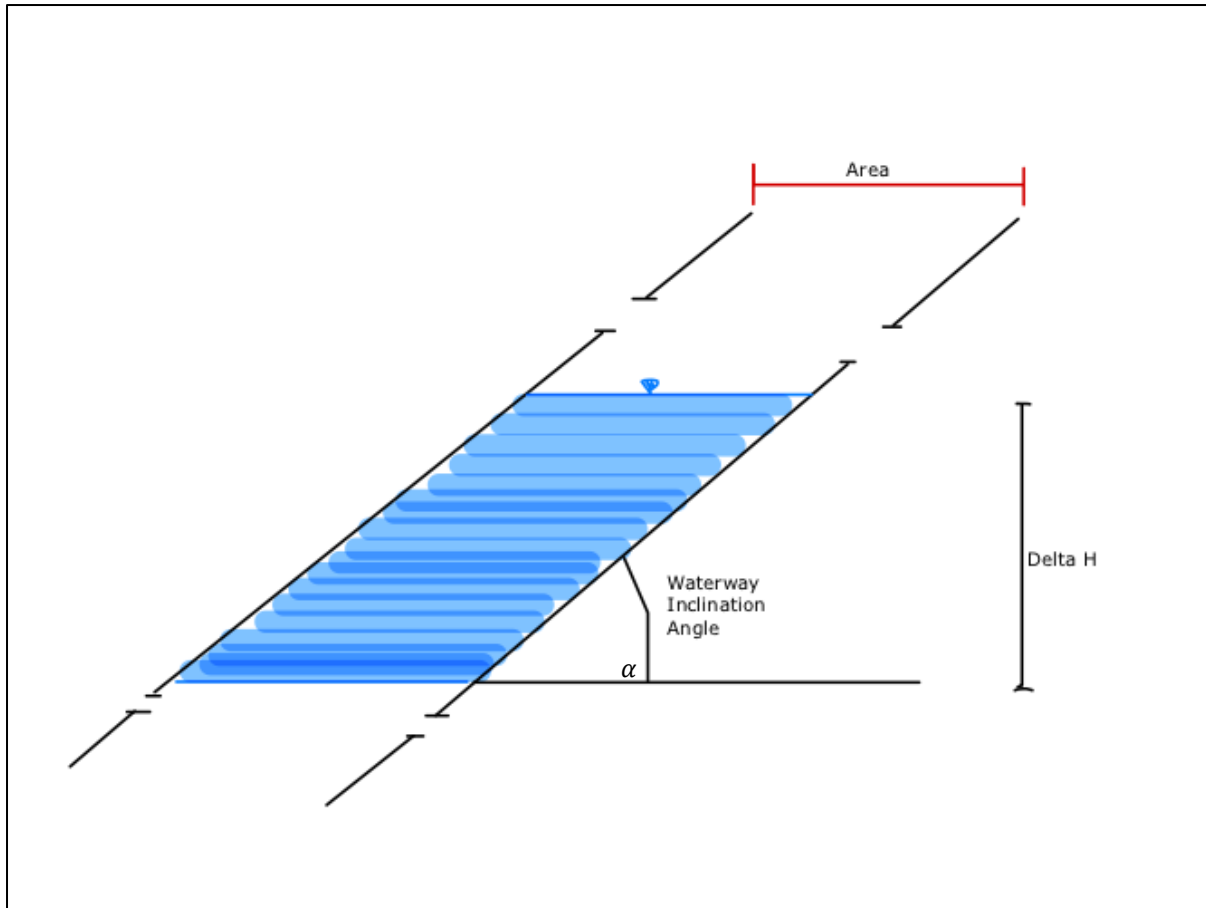 Area
Delta H
Waterway
Inclination
Angle
α